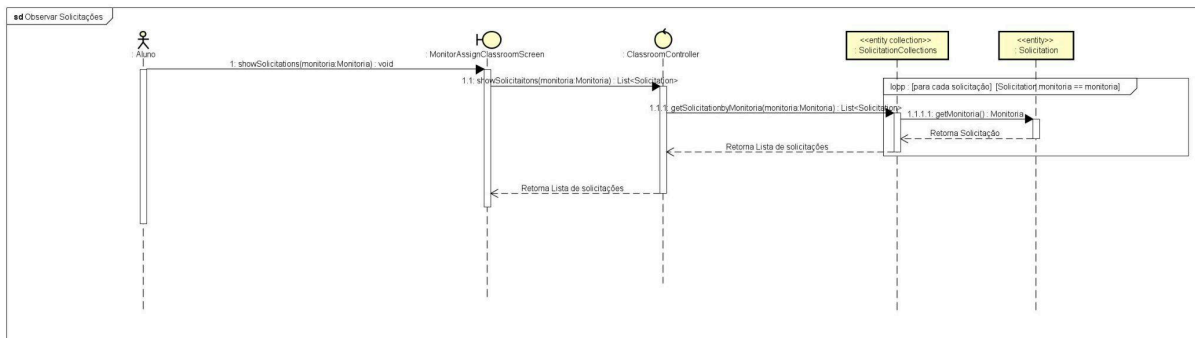 sd Observar Solicitações
: Aluno
MonitorAssignClassroomScreen
: ClassroomController
<<entity collection>>
: SolicitationCollections
<<entity>>
: Solicitation
1: showSolicitations(monitoria:Monitoria) : void
1.1: showSolicitaitons(monitoria:Monitoria) : List<Solicitation>
lopp : [para cada solicitação] [Solicitation monitoria == monitoria]
1.1.1: getSolicitationbyMonitoria(monitoria:Monitoria) : List<Solicitation>
1.1.1.1: getMonitoria() : Monitoria
Retorna Solicitação
Retorna Lista de solicitações
Retorna Lista de solicitações